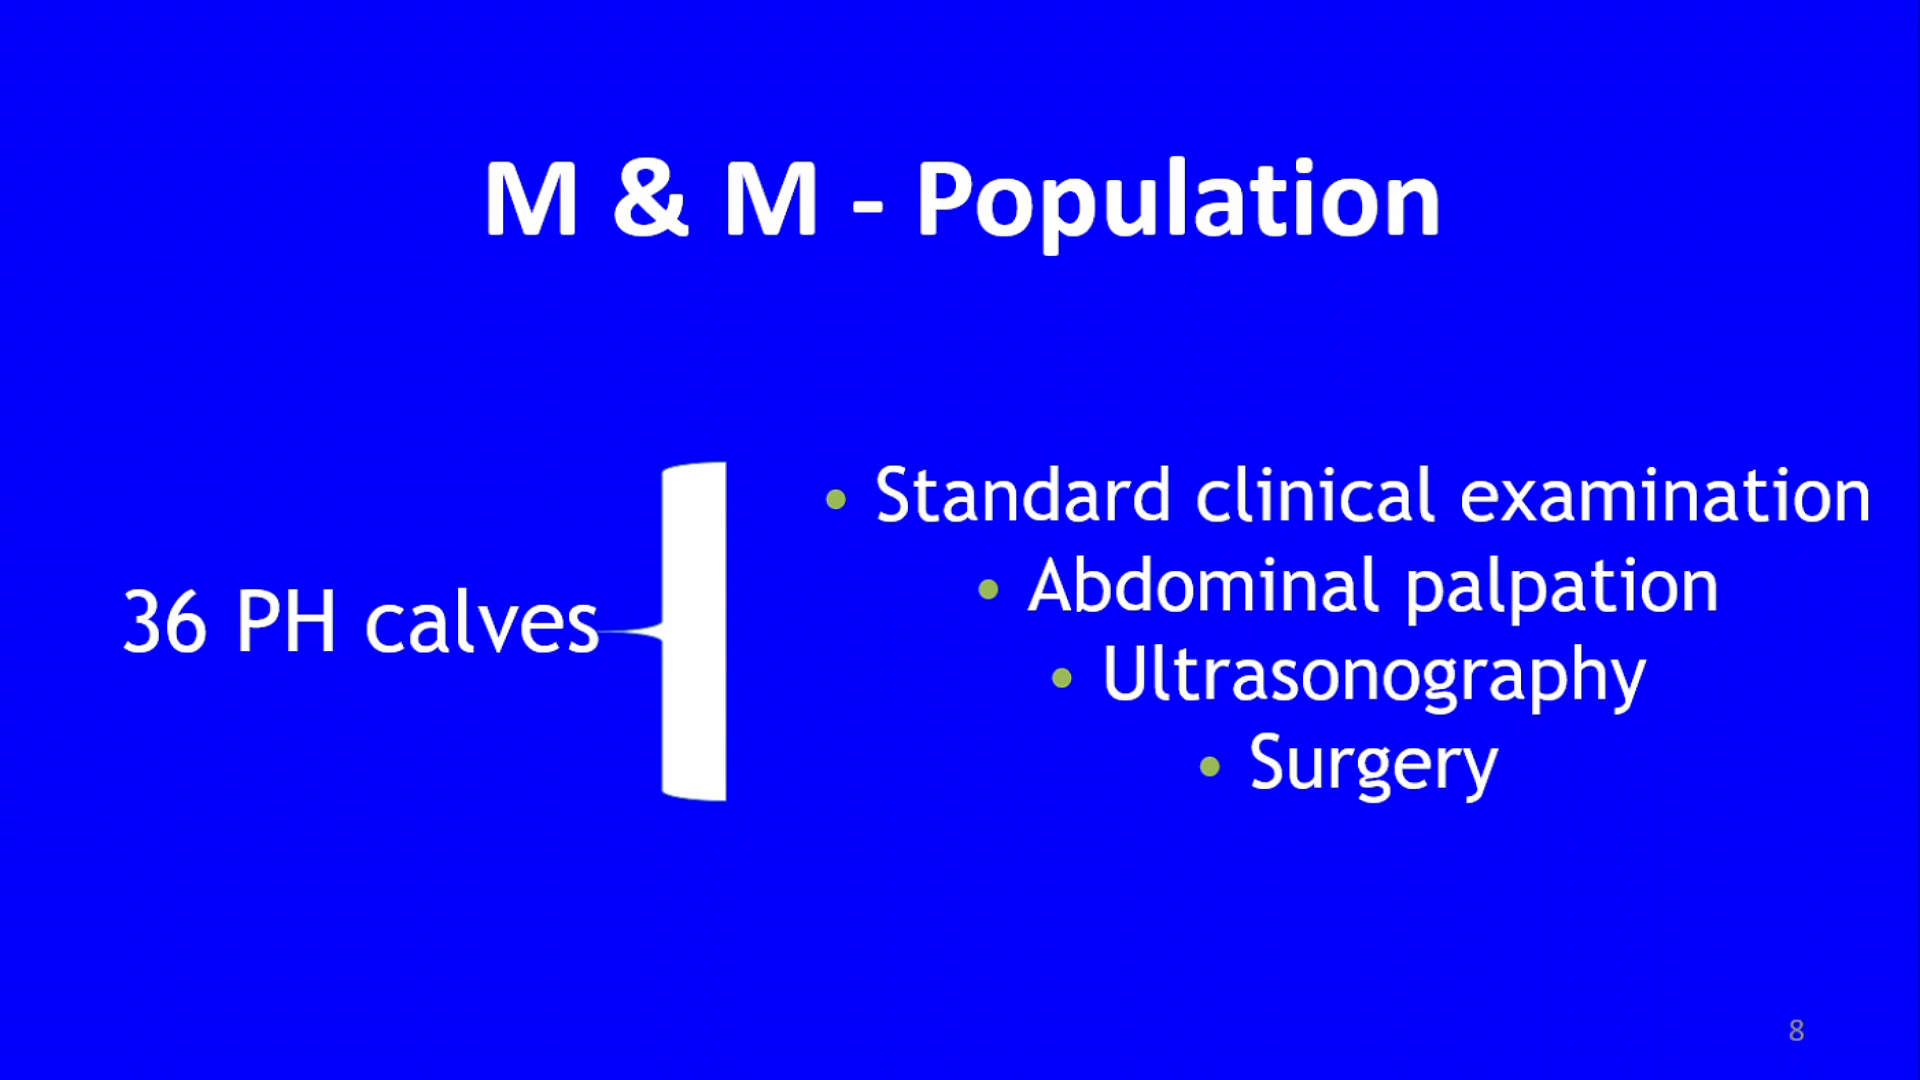 M & M - Population
36 PH calves
• Standard clinical examination
• Abdominal palpation
• Ultrasonography
• Surgery
8